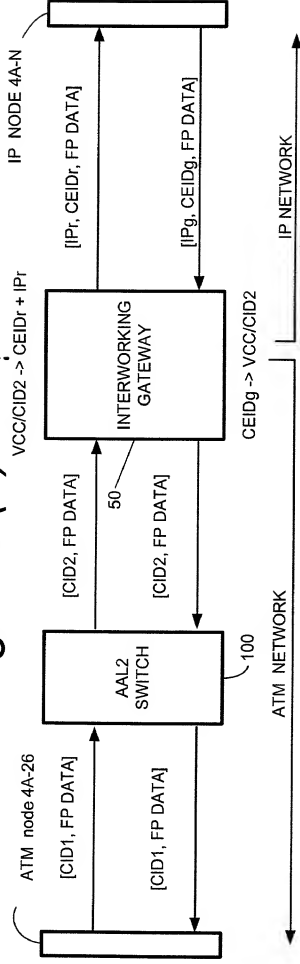 ATM node 4A-26
IP NODE 4A-N
VCC/CID2 -> CEIDr + IPr
[CID1, FP DATA]
[CID2, FP DATA]
[IPr, CEIDr, FP DATA]
AAL2
SWITCH
50
INTERWORKING
GATEWAY
[CID1, FP DATA]
[CID2, FP DATA]
[IPg, CEIDg, FP DATA]
100
CEIDg -> VCC/CID2
ATM NETWORK
IP NETWORK